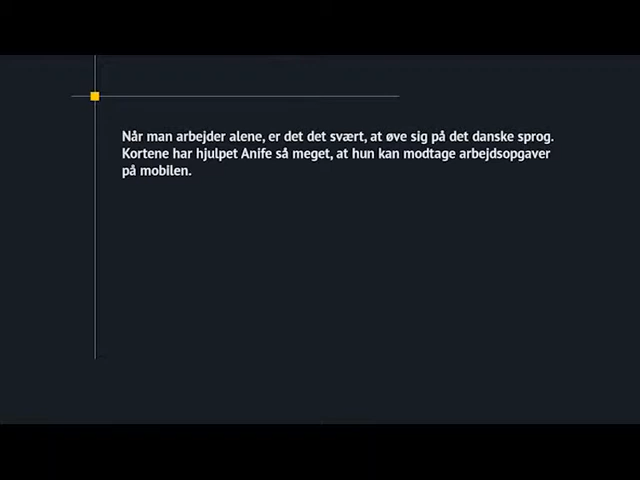 Når man arbejder alene, er det det svært, at øve sig på det danske sprog.
Kortene har hjulpet Anife så meget, at hun kan modtage arbejdsopgaver
på mobilen.